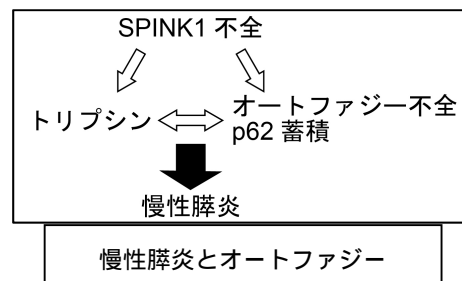 SPINK1 不全
トリプシン
オートファジー不全
p62 蓄積
慢性膵炎
慢性膵炎とオートファジー